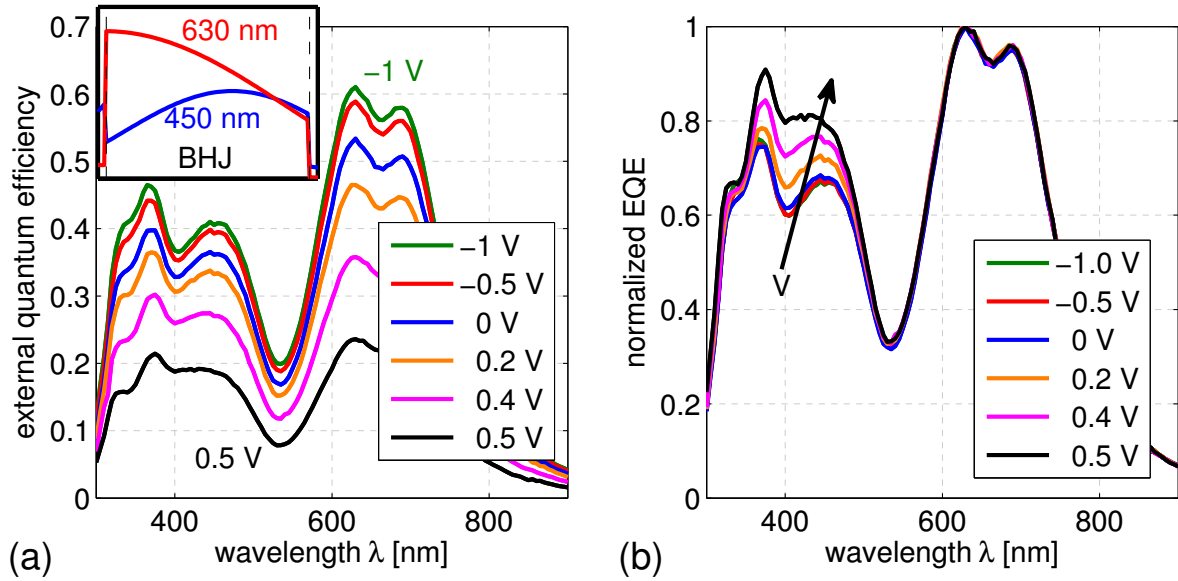 0.7
0.6
0.5
0.4
0.3
0.2
0.1
0
400
600
800
external quantum efficiency
wavelength λ [nm]
630 nm
450 nm
BHJ
−1 V
0.5 V
−1 V
−0.5 V
0 V
0.2 V
0.4 V
0.5 V
(a)
1
0.8
0.6
0.4
0.2
0
400
600
800
normalized EQE
wavelength λ [nm]
V
−1.0 V
−0.5 V
0 V
0.2 V
0.4 V
0.5 V
(b)